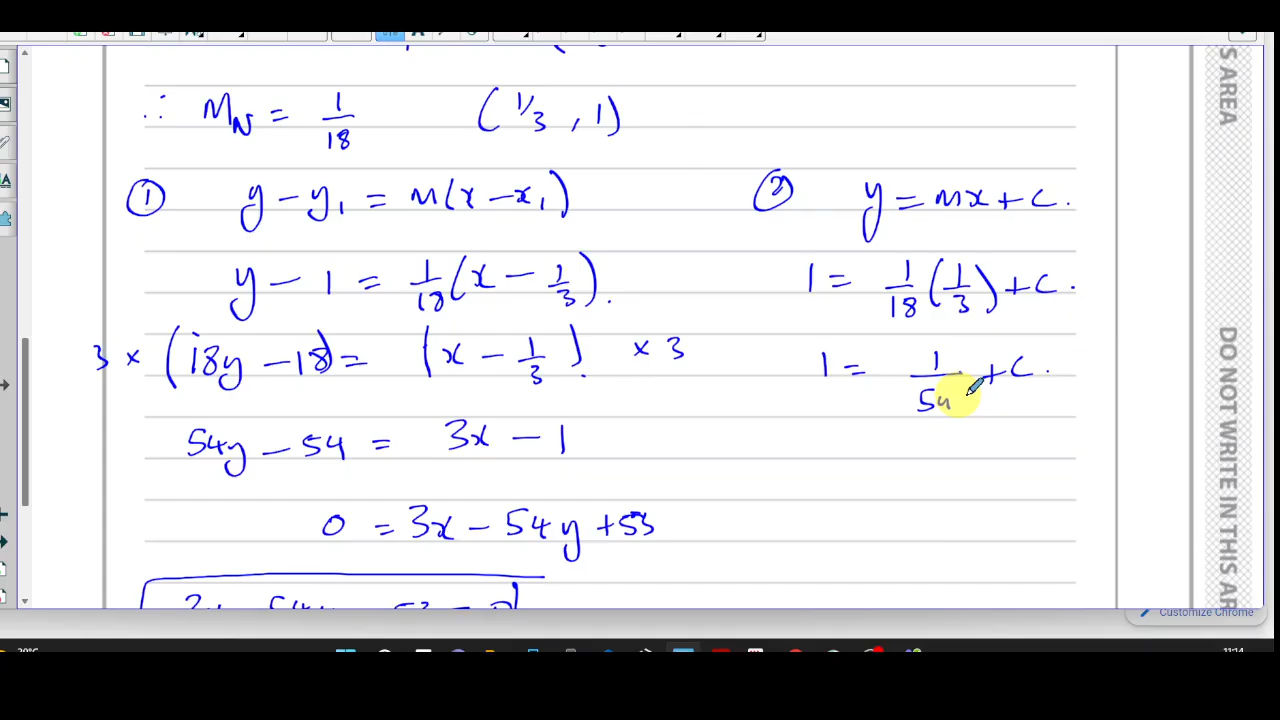 ∴ M_N = 1/18 (1/3, 1)
① y - y₁ = m(x - x₁)
y - 1 = 1/18 (x - 1/3).
3 × (18y - 18) = (x - 1/3). × 3
54y - 54 = 3x - 1
0 = 3x - 54y + 53
② y = mx + c.
1 = 1/18 (1/3) + c.
1 = 1/54 + c.
S AREA
DO NOT WRITE IN THIS AR
Customize Chrome
11:14